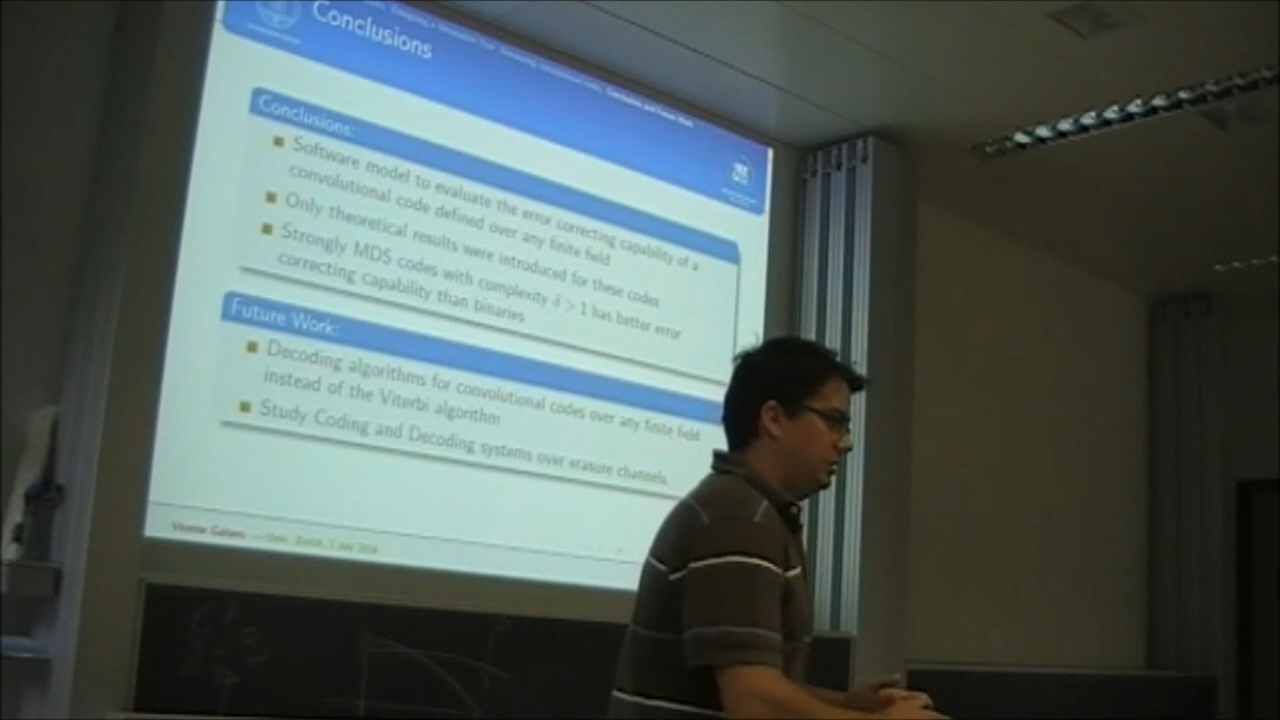 Conclusions
Conclusions:
Software model to evaluate the error correcting capability of a
convolutional code defined over any finite field
Only theoretical results were introduced for these codes
Strongly MDS codes with complexity δ > 1 has better error
correcting capability than binaries
Future Work:
Decoding algorithms for convolutional codes over any finite field
instead of the Viterbi algorithm
Study Coding and Decoding systems over erasure channels.